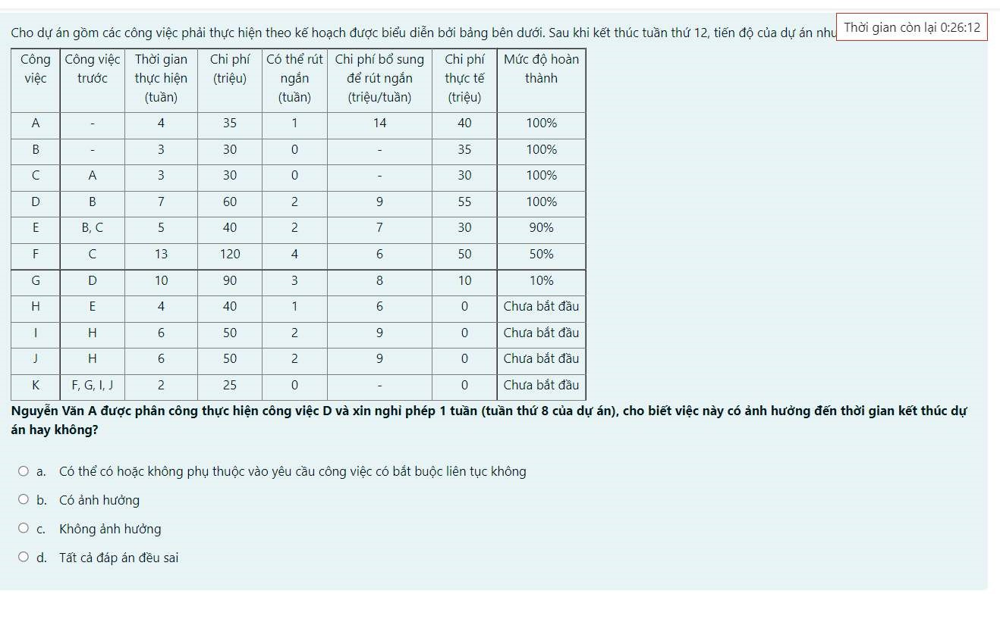 Cho dự án gồm các công việc phải thực hiện theo kế hoạch được biểu diễn bởi bảng bên dưới. Sau khi kết thúc tuần thứ 12, tiến độ của dự án như
Thời gian còn lại 0:26:12
Công việc | Công việc trước | Thời gian thực hiện (tuần) | Chi phí (triệu) | Có thể rút ngắn (tuần) | Chi phí bổ sung để rút ngắn (triệu/tuần) | Chi phí thực tế (triệu) | Mức độ hoàn thành
A - 4 35 1 14 40 100%
B - 3 30 0 - 35 100%
C A 3 30 0 - 30 100%
D B 7 60 2 9 55 100%
E B, C 5 40 2 7 30 90%
F C 13 120 4 6 50 50%
G D 10 90 3 8 10 10%
H E 4 40 1 6 0 Chưa bắt đầu
I H 6 50 2 9 0 Chưa bắt đầu
J H 6 50 2 9 0 Chưa bắt đầu
K F, G, I, J 2 25 0 - 0 Chưa bắt đầu
Nguyễn Văn A được phân công thực hiện công việc D và xin nghỉ phép 1 tuần (tuần thứ 8 của dự án), cho biết việc này có ảnh hưởng đến thời gian kết thúc dự
án hay không?
a. Có thể có hoặc không phụ thuộc vào yêu cầu công việc có bắt buộc liên tục không
b. Có ảnh hưởng
c. Không ảnh hưởng
d. Tất cả đáp án đều sai